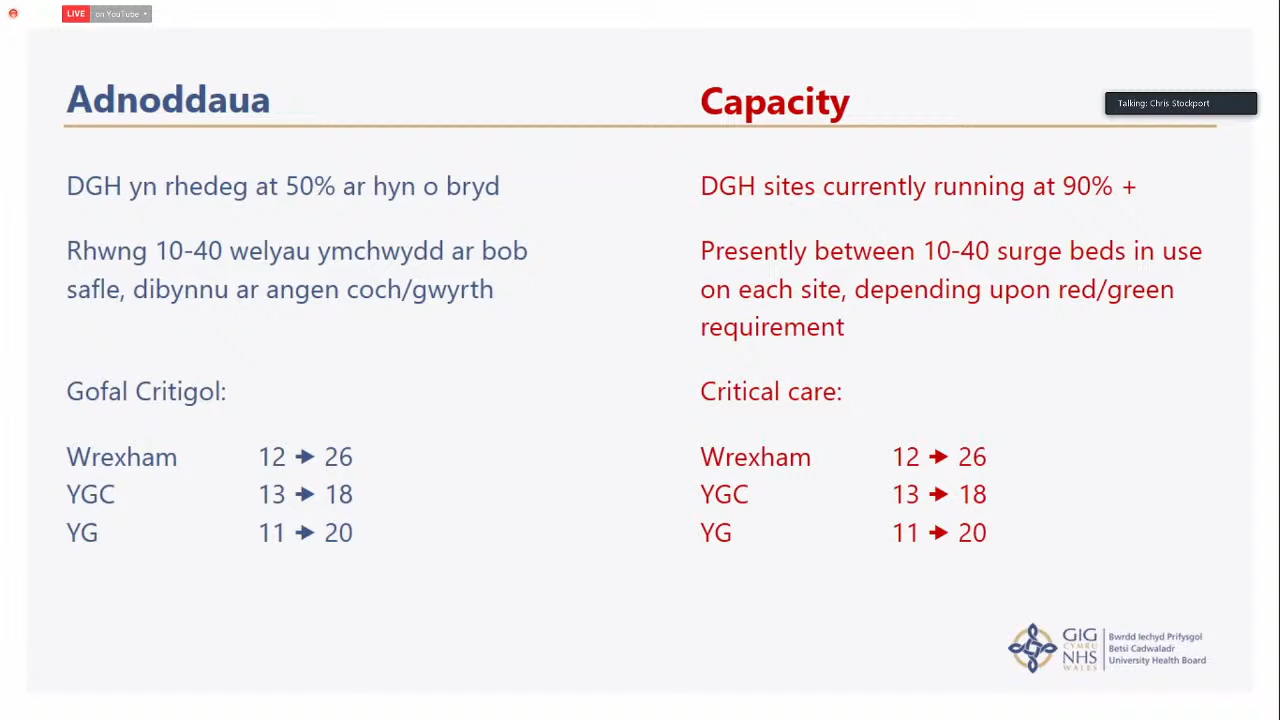 LIVE on YouTube
Adnoddaua
Capacity
Talking: Chris Stockport
DGH yn rhedeg at 50% ar hyn o bryd
Rhwng 10-40 welyau ymchwydd ar bob
safle, dibynnu ar angen coch/gwyrth
Gofal Critigol:
Wrexham 12 → 26
YGC 13 → 18
YG 11 → 20
DGH sites currently running at 90% +
Presently between 10-40 surge beds in use
on each site, depending upon red/green
requirement
Critical care:
Wrexham 12 → 26
YGC 13 → 18
YG 11 → 20
GIG
CYMRU
NHS
WALES
Bwrdd Iechyd Prifysgol
Betsi Cadwaladr
University Health Board